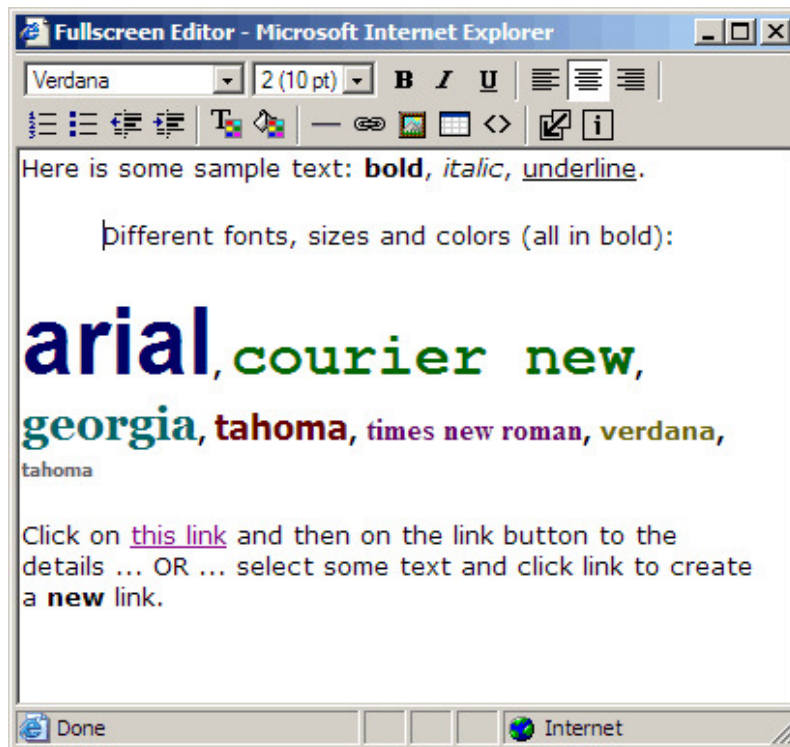 Fullscreen Editor - Microsoft Internet Explorer
Verdana 2 (10 pt) B I U
Here is some sample text: bold, italic, underline.
Different fonts, sizes and colors (all in bold):
arial, courier new,
georgia, tahoma, times new roman, verdana,
tahoma
Click on this link and then on the link button to the
details ... OR ... select some text and click link to create
a new link.
Done Internet